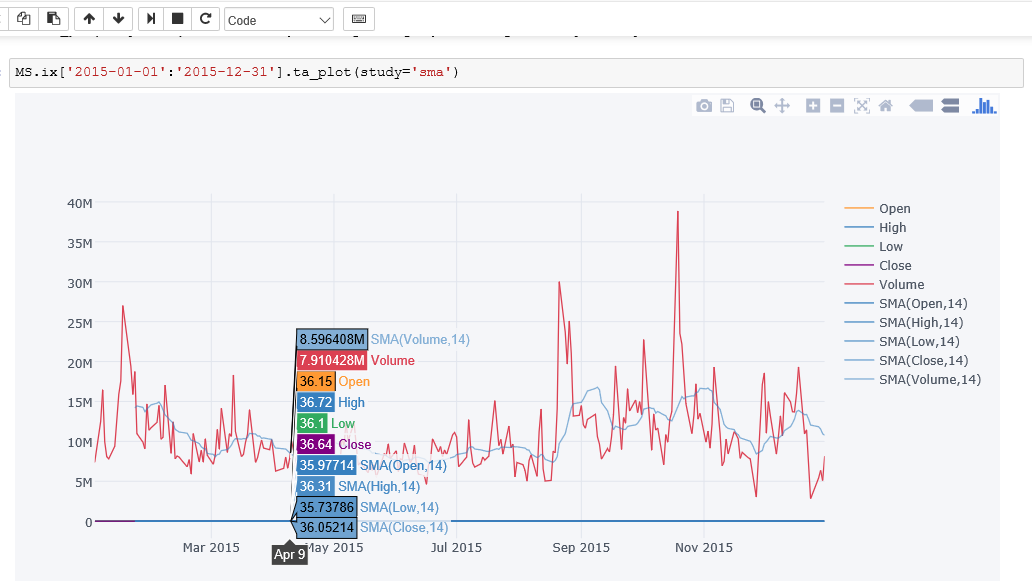 Code
MS.ix['2015-01-01':'2015-12-31'].ta_plot(study='sma')
40M
35M
30M
25M
20M
15M
10M
5M
0
Mar 2015
May 2015
Jul 2015
Sep 2015
Nov 2015
Apr 9
8.596408M SMA(Volume,14)
7.910428M Volume
36.15 Open
36.72 High
36.1 Low
36.64 Close
35.97714 SMA(Open,14)
36.31 SMA(High,14)
35.73786 SMA(Low,14)
36.05214 SMA(Close,14)
Open
High
Low
Close
Volume
SMA(Open,14)
SMA(High,14)
SMA(Low,14)
SMA(Close,14)
SMA(Volume,14)